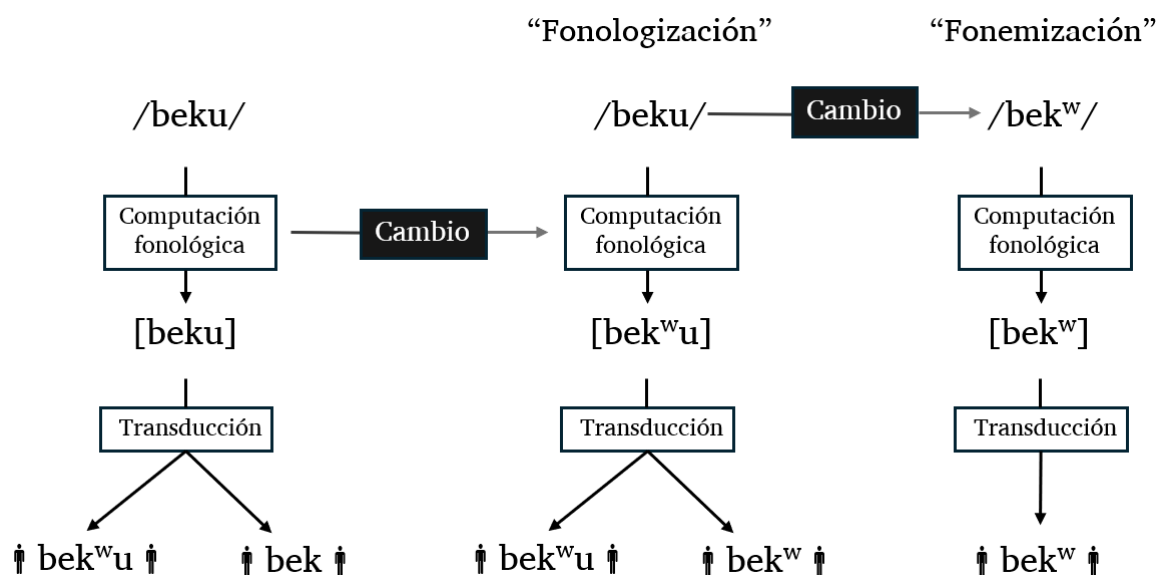 “Fonologización” “Fonemización”
/beku/ /beku/ Cambio /bekʷ/
Computación
fonológica
Cambio
Computación
fonológica
Computación
fonológica
[beku] [bekʷu] [bekʷ]
Transducción Transducción Transducción
bekʷu bek bekʷu bekʷ bekʷ